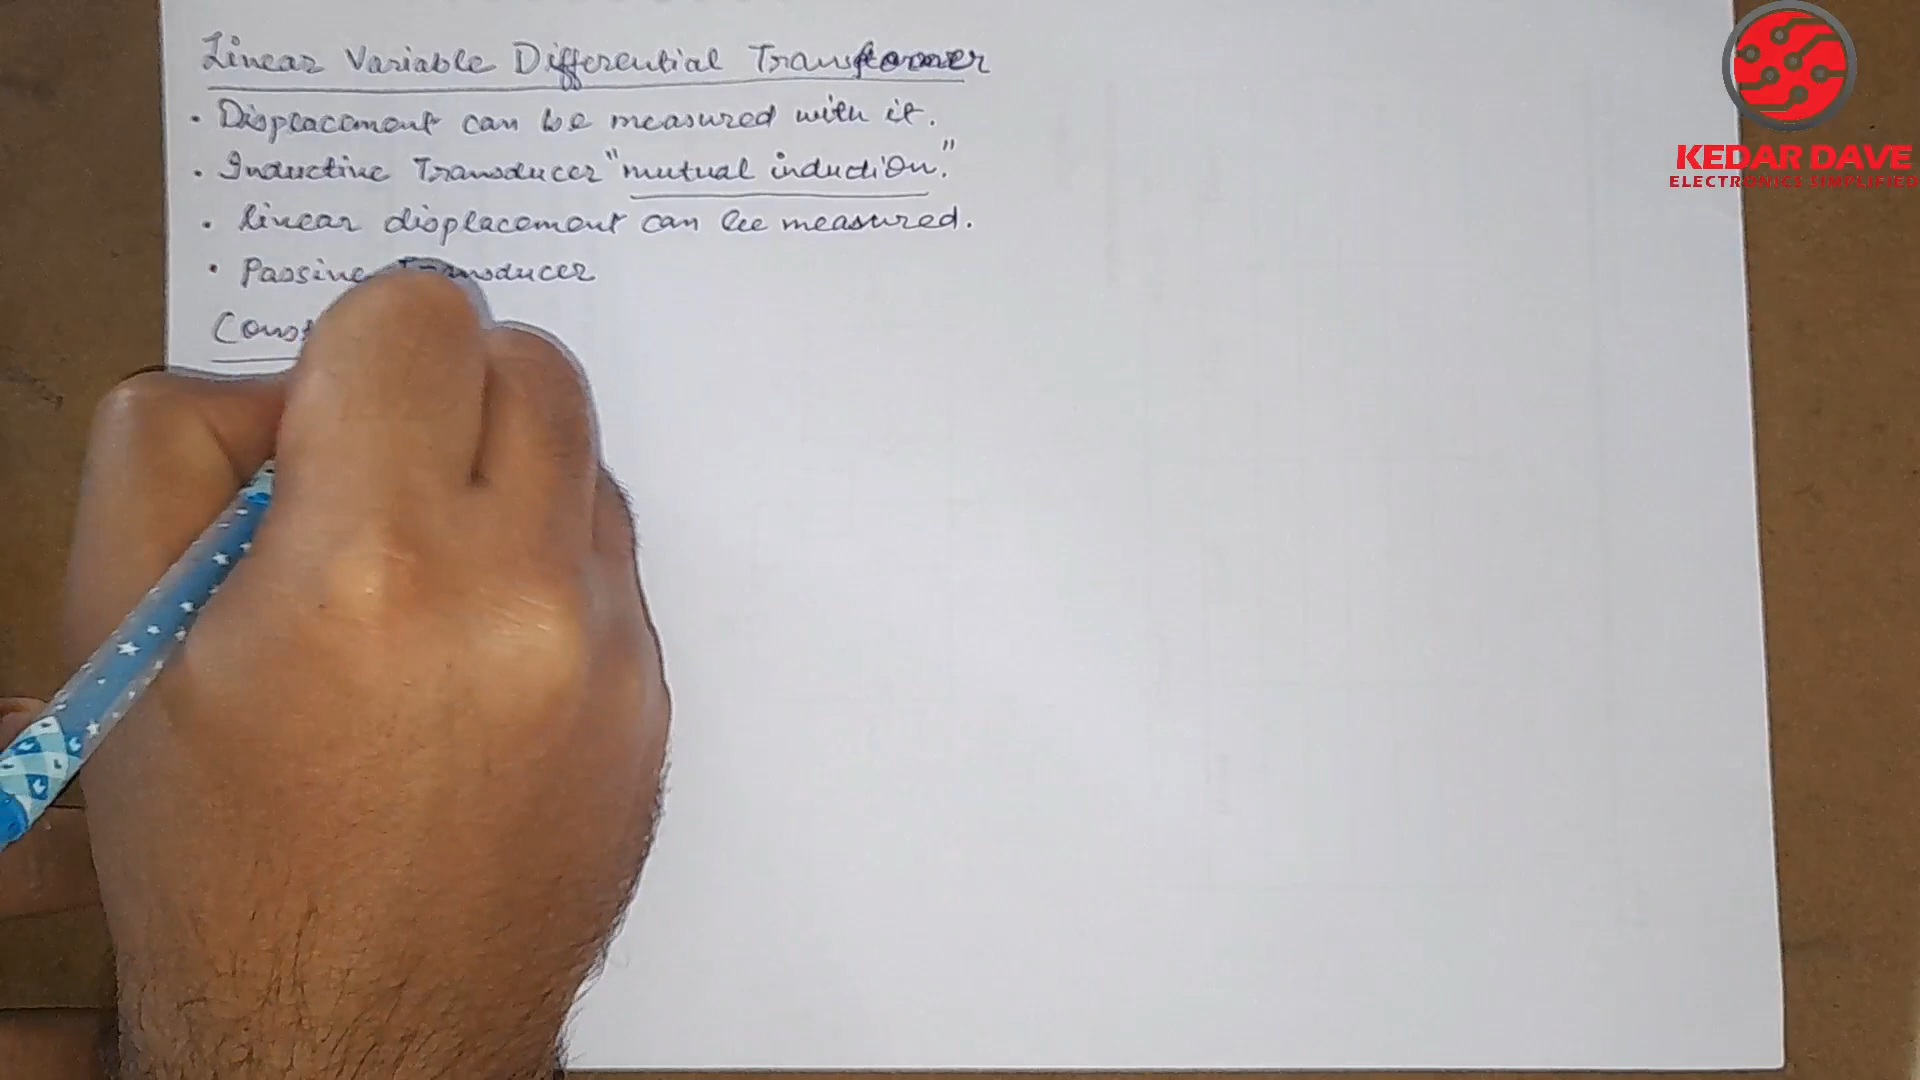 Linear Variable Differential Transformer
• Displacement can be measured with it.
• Inductive Transducer "mutual induction."
• linear displacement can be measured.
• Passive Transducer
KEDAR DAVE
ELECTRONICS SIMPLIFIED